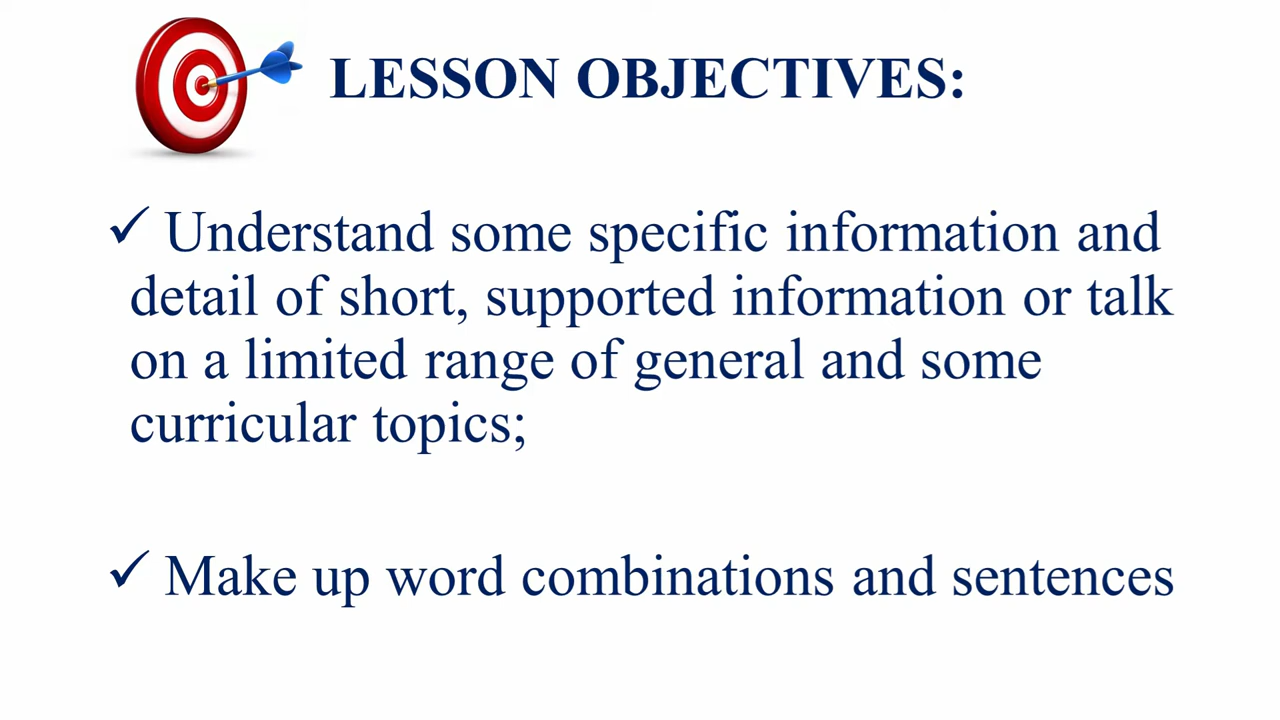 LESSON OBJECTIVES:
✓ Understand some specific information and
detail of short, supported information or talk
on a limited range of general and some
curricular topics;
✓ Make up word combinations and sentences